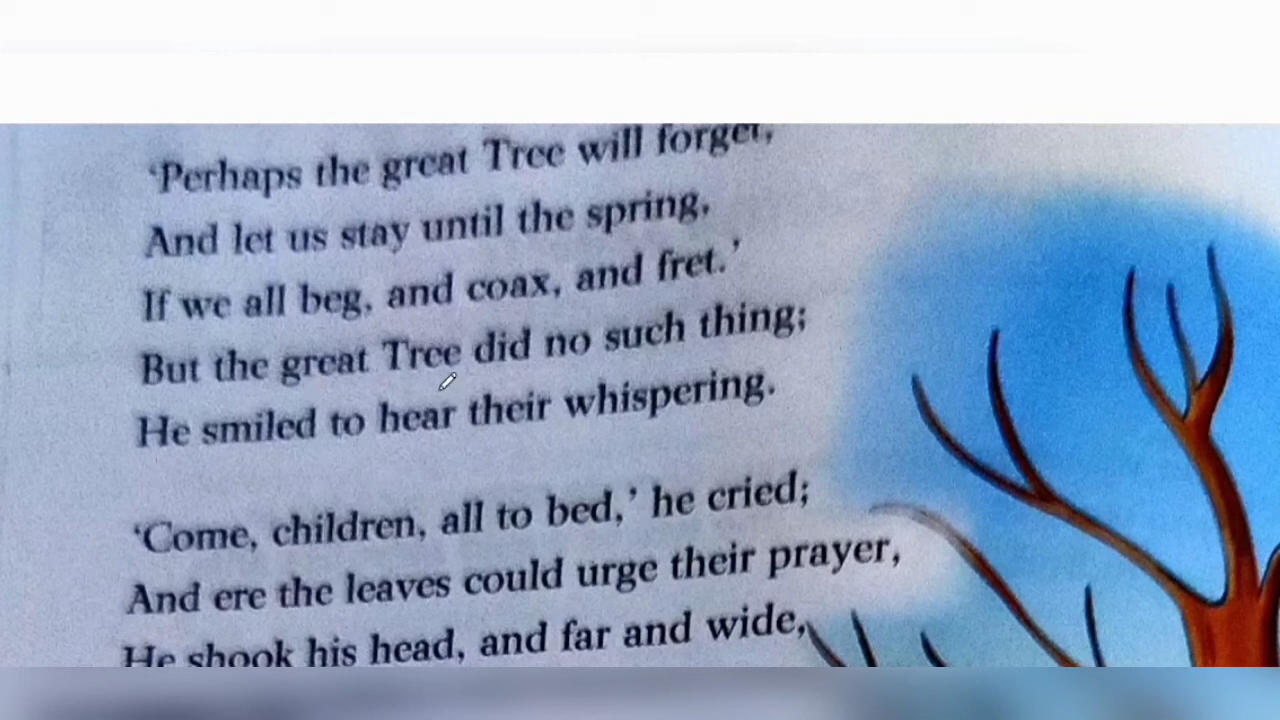 ‘Perhaps the great Tree will forget,
And let us stay until the spring,
If we all beg, and coax, and fret.’
But the great Tree did no such thing;
He smiled to hear their whispering.
‘Come, children, all to bed,’ he cried;
And ere the leaves could urge their prayer,
He shook his head, and far and wide,